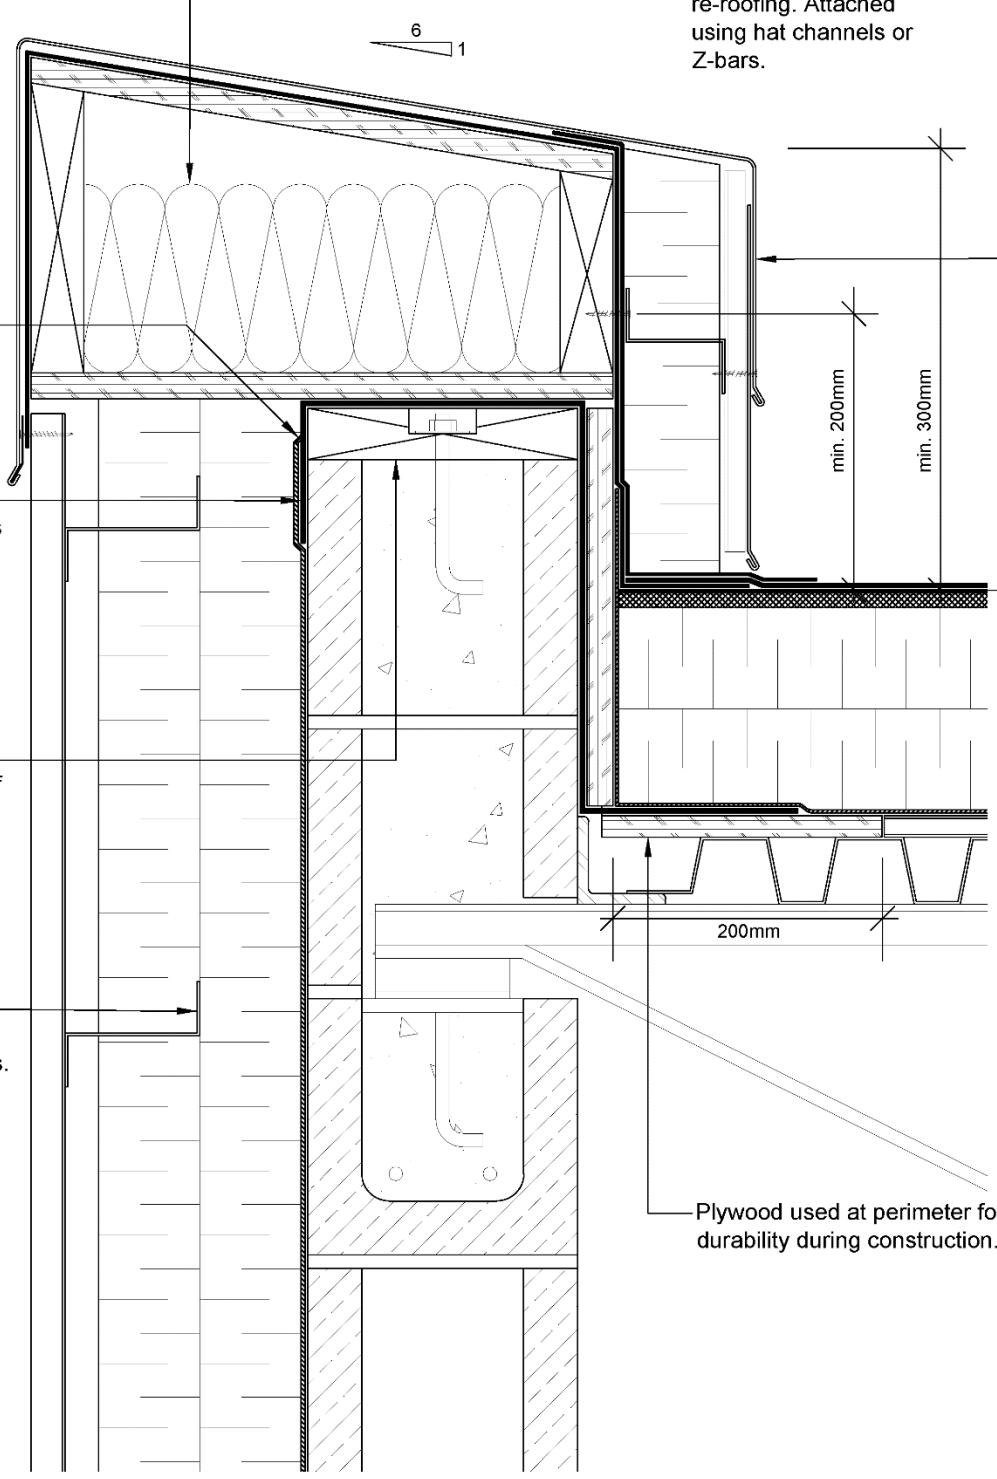 re-roofing. Attached
using hat channels or
Z-bars.
6
1
min. 200mm
min. 300mm
200mm
s.
Plywood used at perimeter fo
durability during construction.